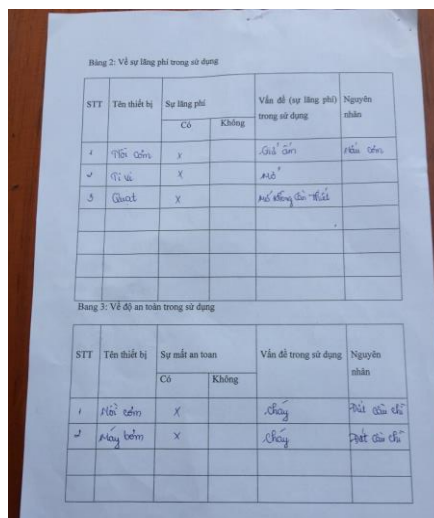 Bảng 2: Về sự lãng phí trong sử dụng
STT Tên thiết bị Sự lãng phí Vấn đề (sự lãng phí) trong sử dụng Nguyên nhân
Có Không
1 Nồi cơm X Giữ ấm Nấu cơm
2 Ti vi X Mở
3 Quạt X Mở không cần thiết
Bang 3: Về độ an toàn trong sử dụng
STT Tên thiết bị Sự mất an toan Vấn đề trong sử dụng Nguyên nhân
Có Không
1 Nồi cơm X Cháy Đứt cầu chì
2 Máy bơm X Cháy Đứt cầu chì